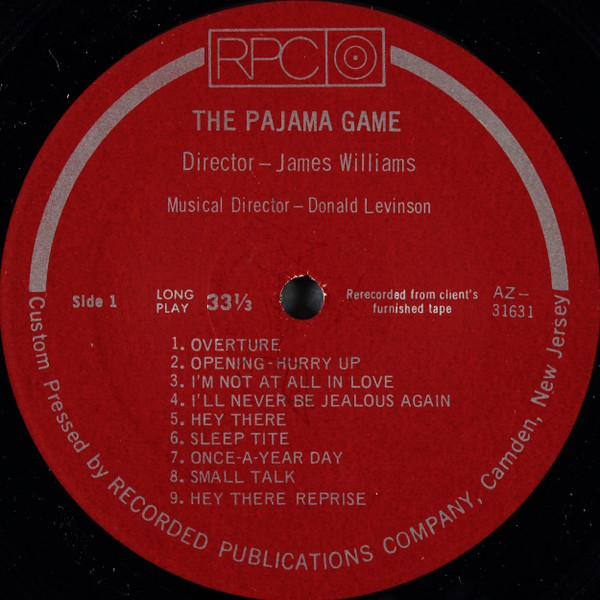 RPC
THE PAJAMA GAME
Director – James Williams
Musical Director – Donald Levinson
Side 1
LONG
PLAY
33⅓
Rerecorded from client's
furnished tape
AZ–
31631
1. OVERTURE
2. OPENING-HURRY UP
3. I'M NOT AT ALL IN LOVE
4. I'LL NEVER BE JEALOUS AGAIN
5. HEY THERE
6. SLEEP TITE
7. ONCE-A-YEAR DAY
8. SMALL TALK
9. HEY THERE REPRISE
Custom Pressed by RECORDED PUBLICATIONS COMPANY, Camden, New Jersey